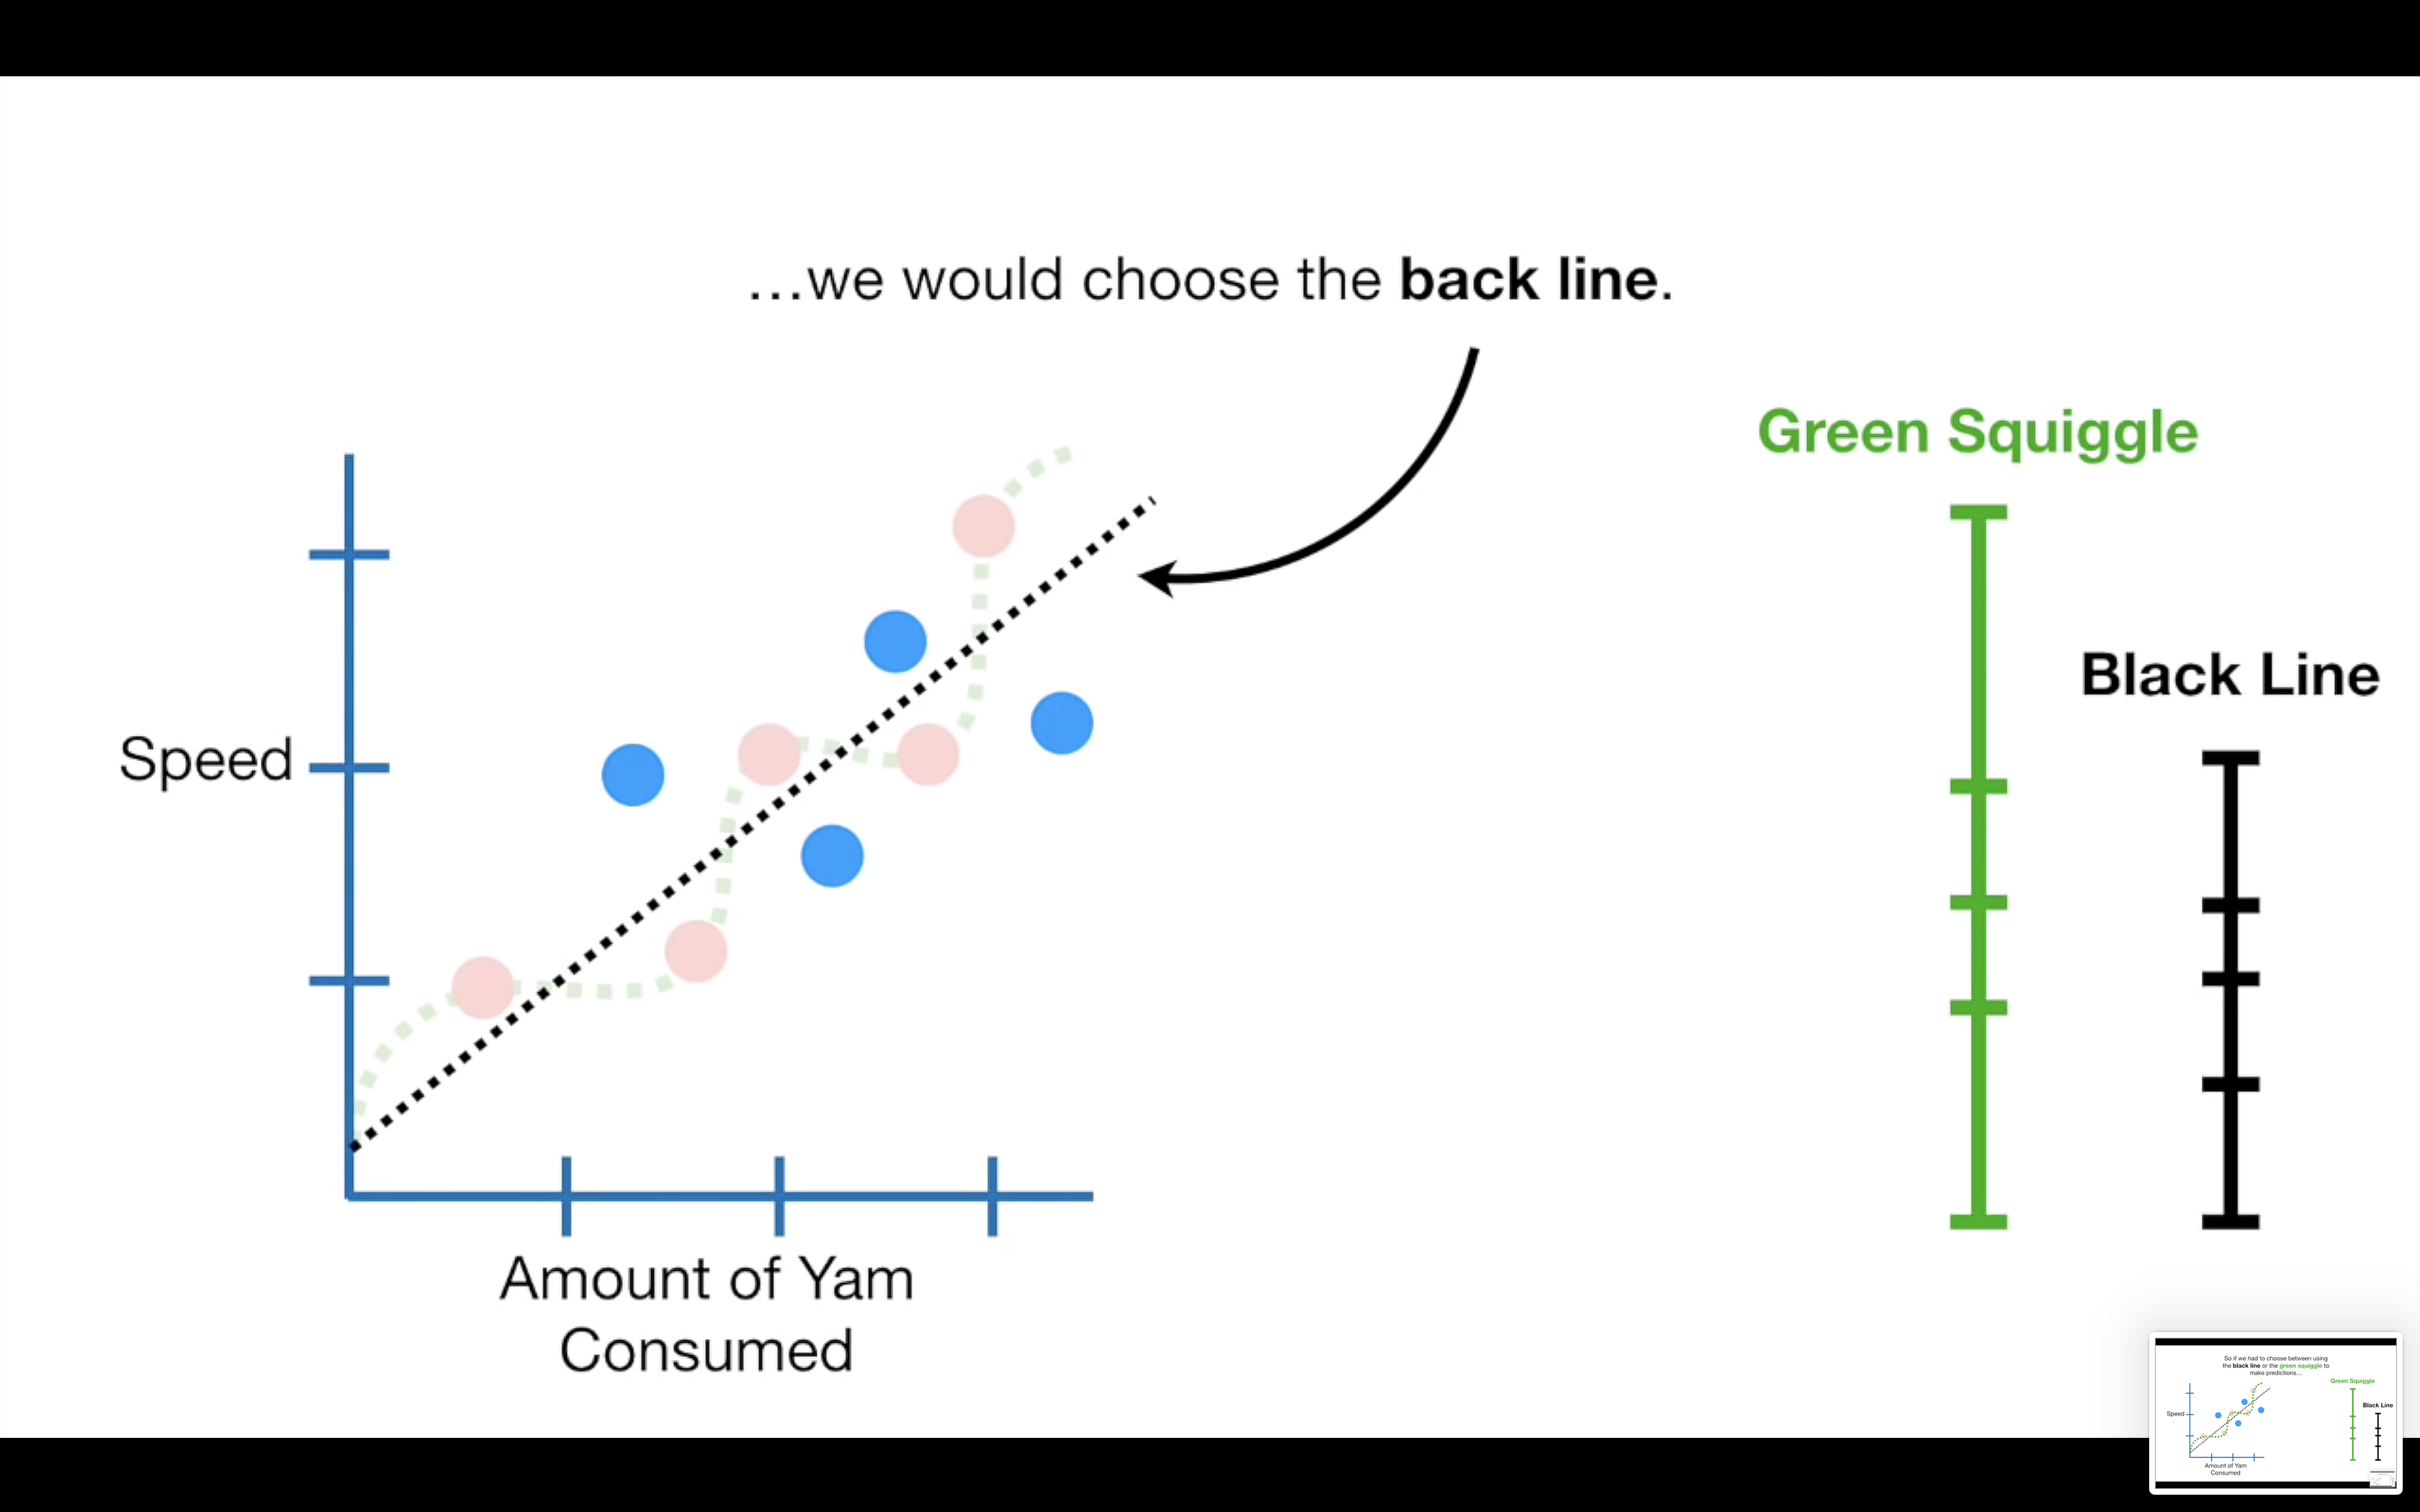 ...we would choose the back line.
Green Squiggle
Black Line
Speed
Amount of Yam
Consumed
So if we had to choose between using
the black line or the green squiggle to
make predictions...
Green Squiggle
Black Line
Speed
Amount of Yam
Consumed